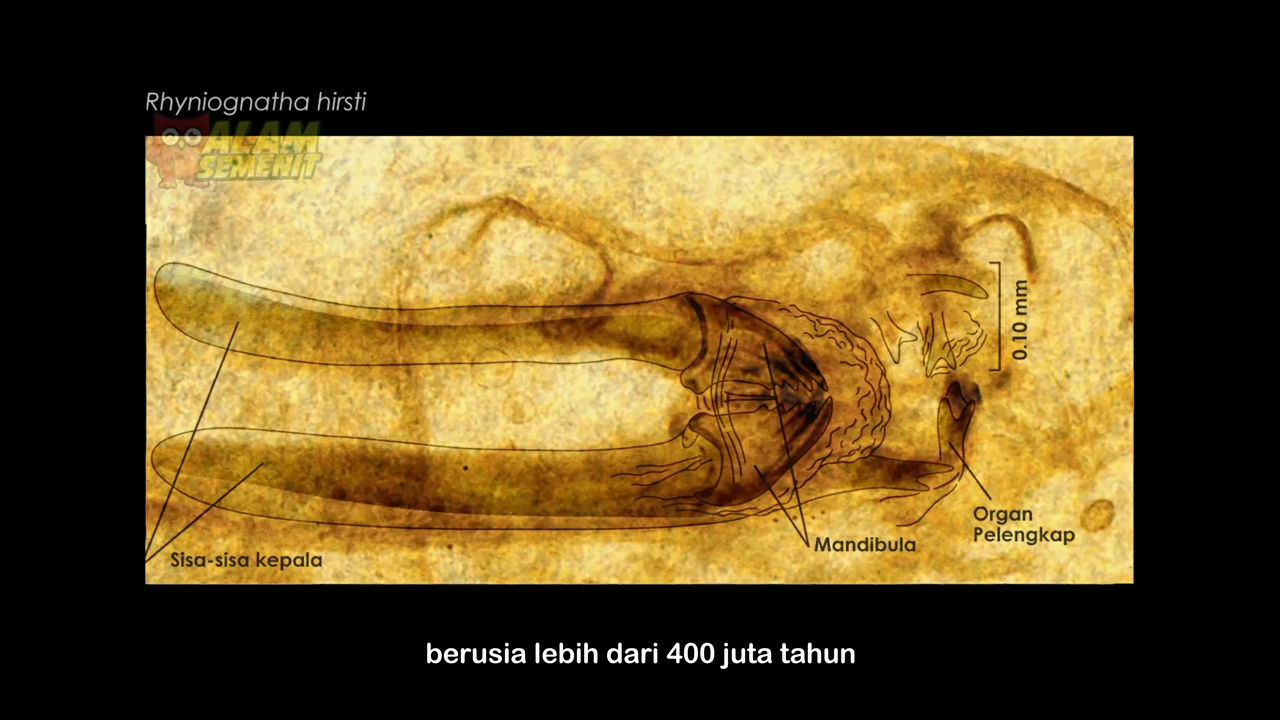 Rhyniognatha hirsti
ALAM
SEMENIT
0.10 mm
Organ
Pelengkap
Mandibula
Sisa-sisa kepala
berusia lebih dari 400 juta tahun